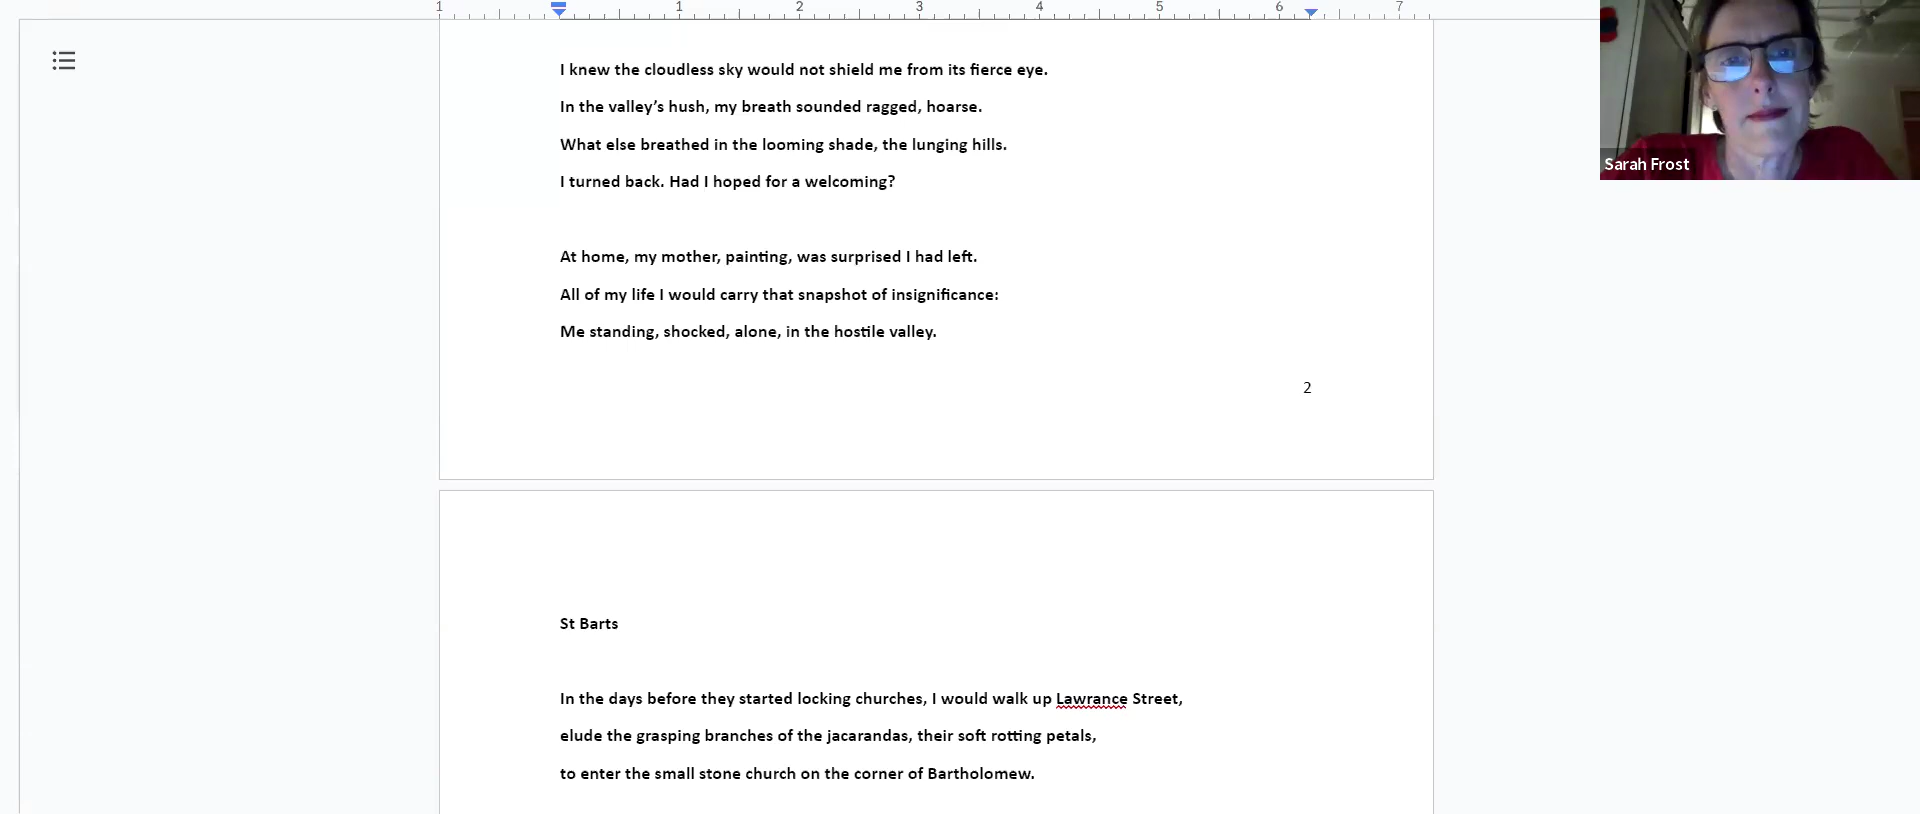 1 1 2 3 4 5 6 7
I knew the cloudless sky would not shield me from its fierce eye.
In the valley’s hush, my breath sounded ragged, hoarse.
What else breathed in the looming shade, the lunging hills.
I turned back. Had I hoped for a welcoming?
Sarah Frost
At home, my mother, painting, was surprised I had left.
All of my life I would carry that snapshot of insignificance:
Me standing, shocked, alone, in the hostile valley.
2
St Barts
In the days before they started locking churches, I would walk up Lawrance Street,
elude the grasping branches of the jacarandas, their soft rotting petals,
to enter the small stone church on the corner of Bartholomew.